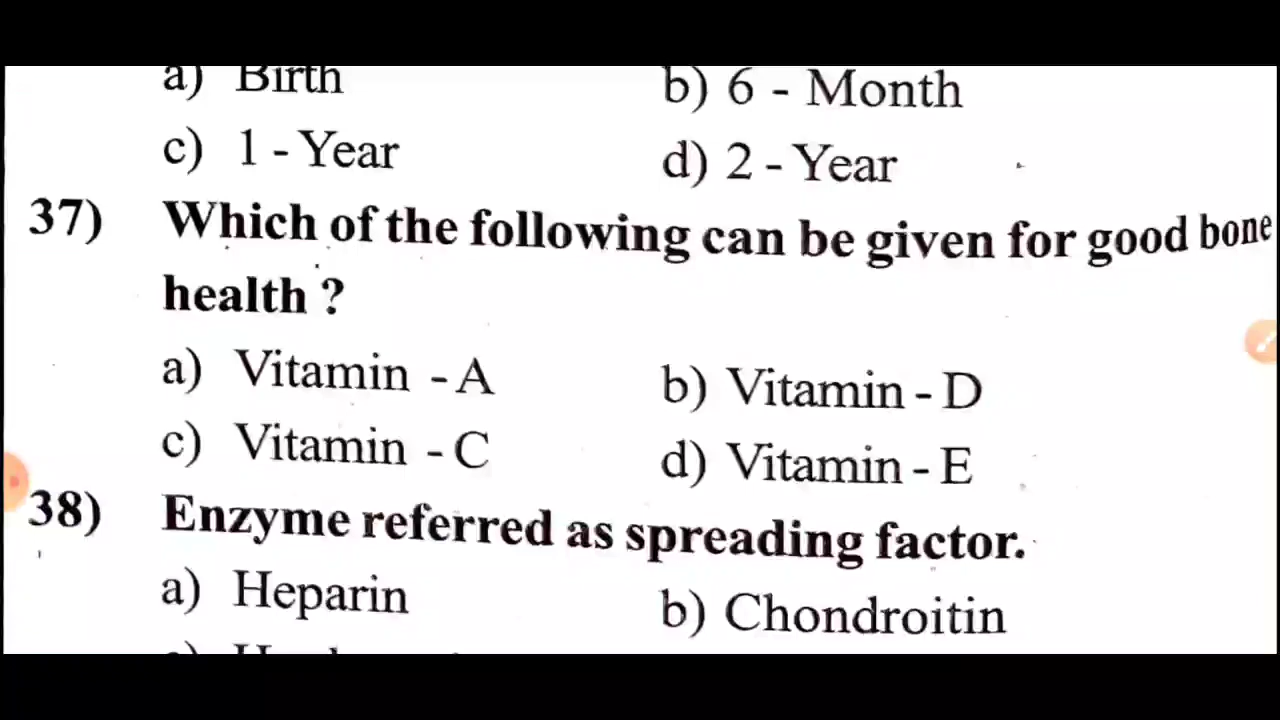 a) Birth b) 6 - Month
c) 1 - Year d) 2 - Year
37) Which of the following can be given for good bone
health ?
a) Vitamin - A b) Vitamin - D
c) Vitamin - C d) Vitamin - E
38) Enzyme referred as spreading factor.
a) Heparin b) Chondroitin